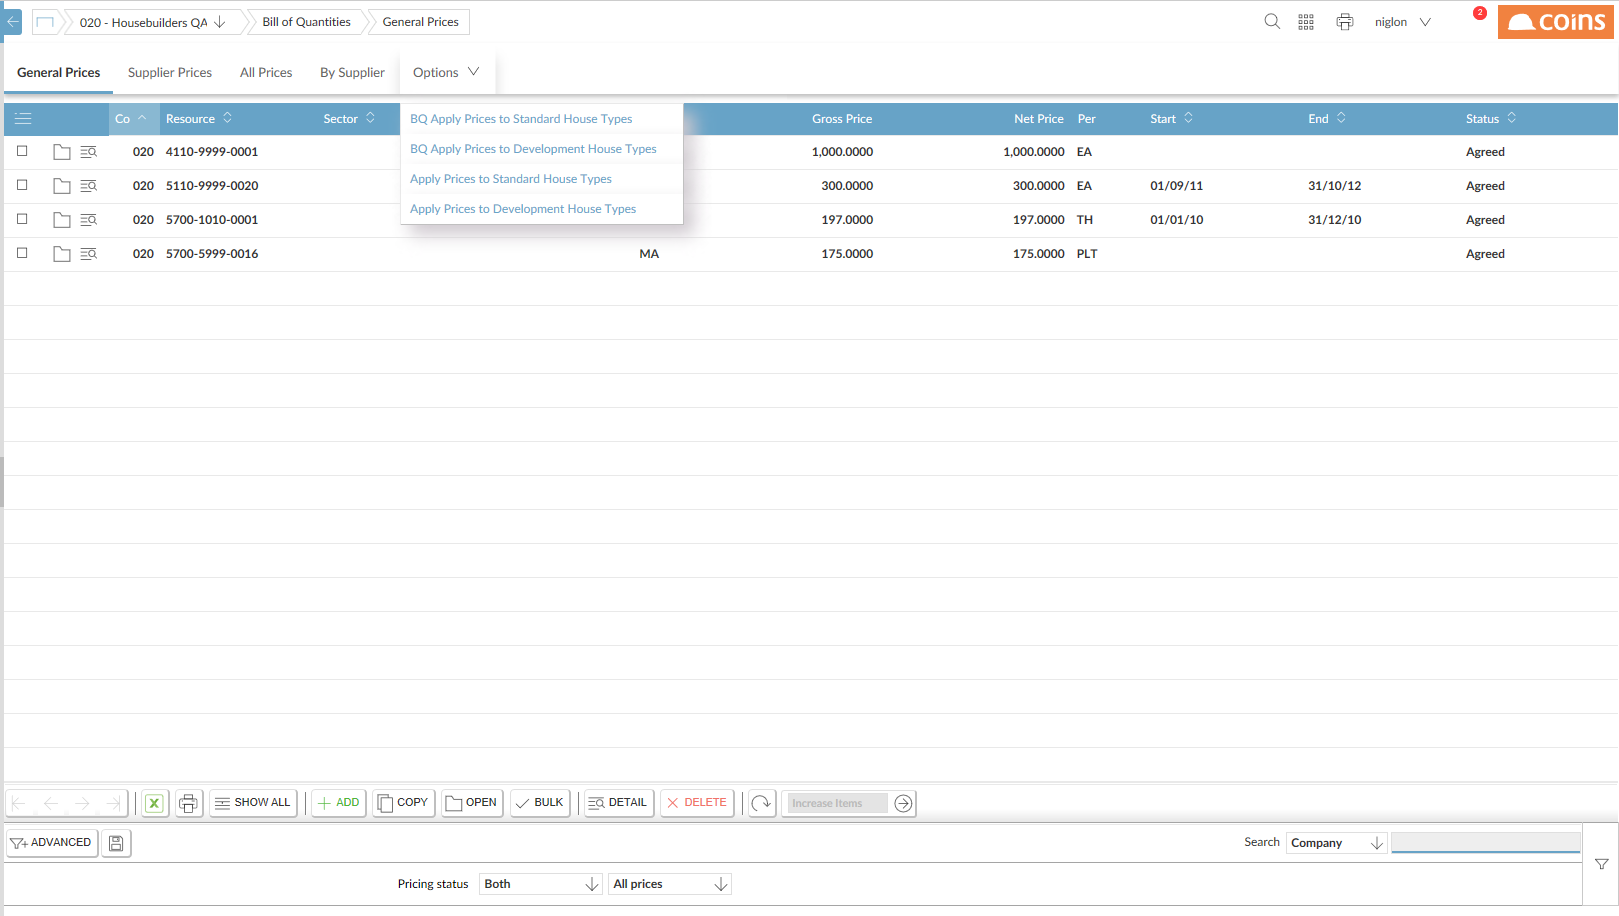 020 - Housebuilders QA
Bill of Quantities
General Prices
niglon
2
coins
General Prices
Supplier Prices
All Prices
By Supplier
Options
Co
Resource
Sector
Gross Price
Net Price
Per
Start
End
Status
BQ Apply Prices to Standard House Types
BQ Apply Prices to Development House Types
Apply Prices to Standard House Types
Apply Prices to Development House Types
020 4110-9999-0001 1,000.0000 1,000.0000 EA Agreed
020 5110-9999-0020 300.0000 300.0000 EA 01/09/11 31/10/12 Agreed
020 5700-1010-0001 197.0000 197.0000 TH 01/01/10 31/12/10 Agreed
020 5700-5999-0016 MA 175.0000 175.0000 PLT Agreed
SHOW ALL
ADD
COPY
OPEN
BULK
DETAIL
DELETE
Increase Items
ADVANCED
Search
Company
Pricing status
Both
All prices